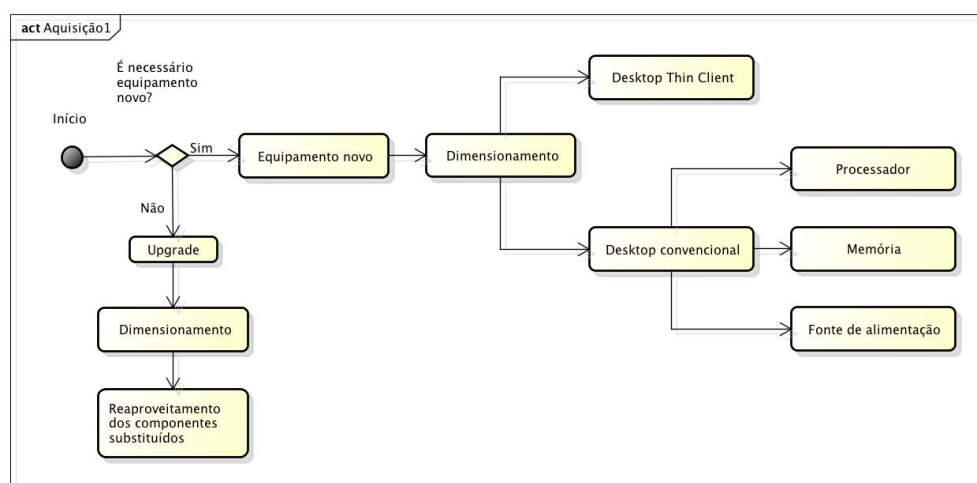 act Aquisição1
É necessário
equipamento
novo?
Início
Sim
Equipamento novo
Dimensionamento
Desktop Thin Client
Desktop convencional
Processador
Memória
Fonte de alimentação
Não
Upgrade
Dimensionamento
Reaproveitamento
dos componentes
substituídos